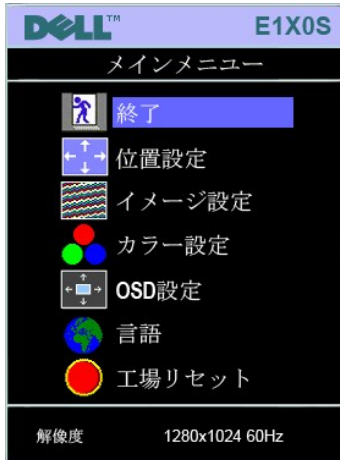 DELL™ E1X0S
メインメニュー
終了
位置設定
イメージ設定
カラー設定
OSD設定
言語
工場リセット
解像度 1280x1024 60Hz